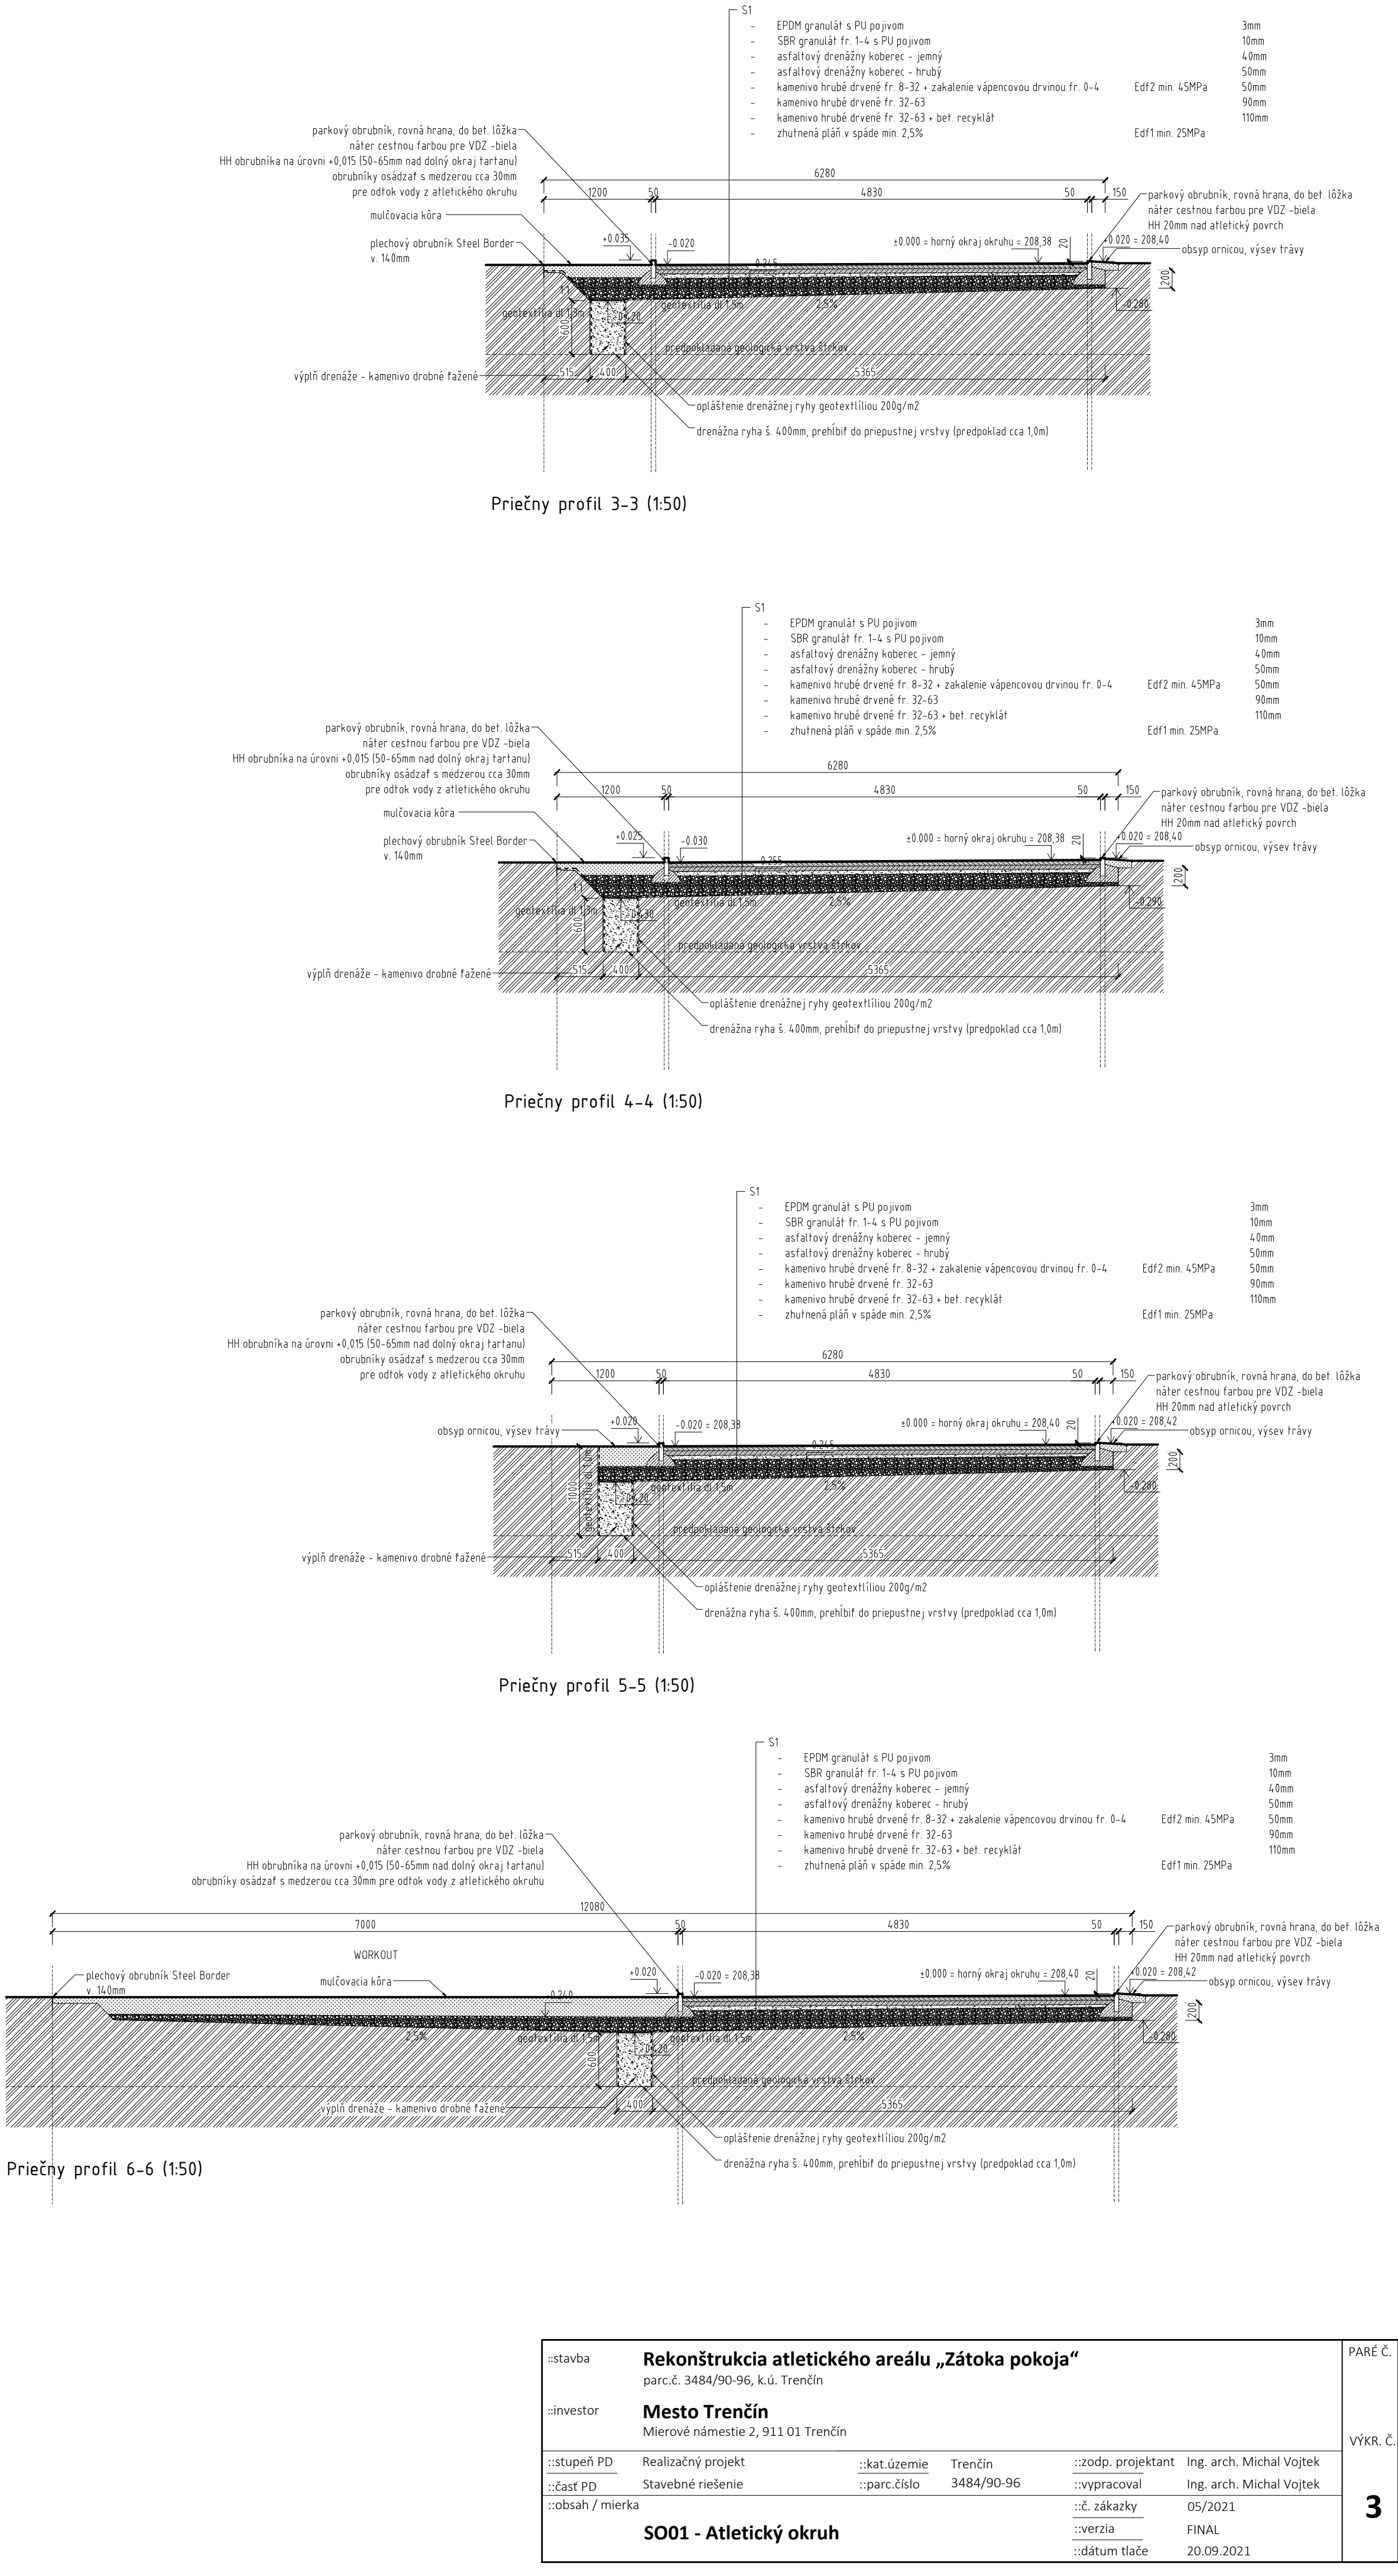 S1
- EPDM granulát s PU pojivom 3mm
- SBR granulát fr. 1-4 s PU pojivom 10mm
- asfaltový drenážny koberec - jemný 40mm
- asfaltový drenážny koberec - hrubý 50mm
- kamenivo hrubé drvené fr. 8-32 + zakalenie vápencovou drvinou fr. 0-4 Edf2 min. 45MPa 50mm
- kamenivo hrubé drvené fr. 32-63 90mm
- kamenivo hrubé drvené fr. 32-63 + bet. recyklát 110mm
- zhutnená pláň v spáde min. 2,5% Edf1 min. 25MPa
parkový obrubník, rovná hrana, do bet. lôžka
náter cestnou farbou pre VDZ -biela
HH obrubníka na úrovni +0,015 (50-65mm nad dolný okraj tartanu)
obrubníky osádzať s medzerou cca 30mm
pre odtok vody z atletického okruhu
mulčovacia kôra
plechový obrubník Steel Border
v. 140mm
6280
1200 50 4830 50 150
parkový obrubník, rovná hrana, do bet. lôžka
náter cestnou farbou pre VDZ -biela
HH 20mm nad atletický povrch
+0.035 -0.020 ±0.000 = horný okraj okruhu = 208,38 20 +0.020 = 208,40
obsyp ornicou, výsev trávy
-0.245
200
1:1
geotextília dl.1,3m geotextília dl.1,5m 2,5% -0.280
600
predpokladaná geologická vrstva štrkov
výplň drenáže - kamenivo drobné ťažené 515 400 5365
opláštenie drenážnej ryhy geotextlíliou 200g/m2
drenážna ryha š. 400mm, prehĺbiť do priepustnej vrstvy (predpoklad cca 1,0m)
Priečny profil 3-3 (1:50)
S1
- EPDM granulát s PU pojivom 3mm
- SBR granulát fr. 1-4 s PU pojivom 10mm
- asfaltový drenážny koberec - jemný 40mm
- asfaltový drenážny koberec - hrubý 50mm
- kamenivo hrubé drvené fr. 8-32 + zakalenie vápencovou drvinou fr. 0-4 Edf2 min. 45MPa 50mm
- kamenivo hrubé drvené fr. 32-63 90mm
- kamenivo hrubé drvené fr. 32-63 + bet. recyklát 110mm
- zhutnená pláň v spáde min. 2,5% Edf1 min. 25MPa
parkový obrubník, rovná hrana, do bet. lôžka
náter cestnou farbou pre VDZ -biela
HH obrubníka na úrovni +0,015 (50-65mm nad dolný okraj tartanu)
obrubníky osádzať s medzerou cca 30mm
pre odtok vody z atletického okruhu
mulčovacia kôra
plechový obrubník Steel Border
v. 140mm
6280
1200 50 4830 50 150
parkový obrubník, rovná hrana, do bet. lôžka
náter cestnou farbou pre VDZ -biela
HH 20mm nad atletický povrch
+0.025 -0.030 ±0.000 = horný okraj okruhu = 208,38 20 +0.020 = 208,40
obsyp ornicou, výsev trávy
-0.255
200
1:1
geotextília dl.1,3m geotextília dl.1,5m 2,5% -0.290
600
predpokladaná geologická vrstva štrkov
výplň drenáže - kamenivo drobné ťažené 515 400 5365
opláštenie drenážnej ryhy geotextlíliou 200g/m2
drenážna ryha š. 400mm, prehĺbiť do priepustnej vrstvy (predpoklad cca 1,0m)
Priečny profil 4-4 (1:50)
S1
- EPDM granulát s PU pojivom 3mm
- SBR granulát fr. 1-4 s PU pojivom 10mm
- asfaltový drenážny koberec - jemný 40mm
- asfaltový drenážny koberec - hrubý 50mm
- kamenivo hrubé drvené fr. 8-32 + zakalenie vápencovou drvinou fr. 0-4 Edf2 min. 45MPa 50mm
- kamenivo hrubé drvené fr. 32-63 90mm
- kamenivo hrubé drvené fr. 32-63 + bet. recyklát 110mm
- zhutnená pláň v spáde min. 2,5% Edf1 min. 25MPa
parkový obrubník, rovná hrana, do bet. lôžka
náter cestnou farbou pre VDZ -biela
HH obrubníka na úrovni +0,015 (50-65mm nad dolný okraj tartanu)
obrubníky osádzať s medzerou cca 30mm
pre odtok vody z atletického okruhu
6280
1200 50 4830 50 150
parkový obrubník, rovná hrana, do bet. lôžka
náter cestnou farbou pre VDZ -biela
HH 20mm nad atletický povrch
obsyp ornicou, výsev trávy +0.020 -0.020 = 208,38 ±0.000 = horný okraj okruhu = 208,40 20 +0.020 = 208,42
obsyp ornicou, výsev trávy
-0.245
200
1000
geotextília dl.1,0m
geotextília dl.1,5m 2,5% -0.280
predpokladaná geologická vrstva štrkov
výplň drenáže - kamenivo drobné ťažené 515 400 5365
opláštenie drenážnej ryhy geotextlíliou 200g/m2
drenážna ryha š. 400mm, prehĺbiť do priepustnej vrstvy (predpoklad cca 1,0m)
Priečny profil 5-5 (1:50)
S1
- EPDM granulát s PU pojivom 3mm
- SBR granulát fr. 1-4 s PU pojivom 10mm
- asfaltový drenážny koberec - jemný 40mm
- asfaltový drenážny koberec - hrubý 50mm
- kamenivo hrubé drvené fr. 8-32 + zakalenie vápencovou drvinou fr. 0-4 Edf2 min. 45MPa 50mm
- kamenivo hrubé drvené fr. 32-63 90mm
- kamenivo hrubé drvené fr. 32-63 + bet. recyklát 110mm
- zhutnená pláň v spáde min. 2,5% Edf1 min. 25MPa
parkový obrubník, rovná hrana, do bet. lôžka
náter cestnou farbou pre VDZ -biela
HH obrubníka na úrovni +0,015 (50-65mm nad dolný okraj tartanu)
obrubníky osádzať s medzerou cca 30mm pre odtok vody z atletického okruhu
12080
7000 50 4830 50 150
parkový obrubník, rovná hrana, do bet. lôžka
náter cestnou farbou pre VDZ -biela
HH 20mm nad atletický povrch
WORKOUT
plechový obrubník Steel Border
v. 140mm
mulčovacia kôra
+0.020 -0.020 = 208,38 ±0.000 = horný okraj okruhu = 208,40 20 +0.020 = 208,42
obsyp ornicou, výsev trávy
-0.240
200
2,5% geotextília dl.1,5m geotextília dl.1,5m 2,5% -0.280
600
predpokladaná geologická vrstva štrkov
výplň drenáže - kamenivo drobné ťažené 400 5365
opláštenie drenážnej ryhy geotextlíliou 200g/m2
drenážna ryha š. 400mm, prehĺbiť do priepustnej vrstvy (predpoklad cca 1,0m)
Priečny profil 6-6 (1:50)
::stavba Rekonštrukcia atletického areálu „Zátoka pokoja“
parc.č. 3484/90-96, k.ú. Trenčín
PARÉ Č.
::investor Mesto Trenčín
Mierové námestie 2, 911 01 Trenčín
VÝKR. Č.
::stupeň PD Realizačný projekt ::kat.územie Trenčín ::zodp. projektant Ing. arch. Michal Vojtek
::časť PD Stavebné riešenie ::parc.číslo 3484/90-96 ::vypracoval Ing. arch. Michal Vojtek
::obsah / mierka ::č. zákazky 05/2021
3
SO01 - Atletický okruh ::verzia FINAL
::dátum tlače 20.09.2021